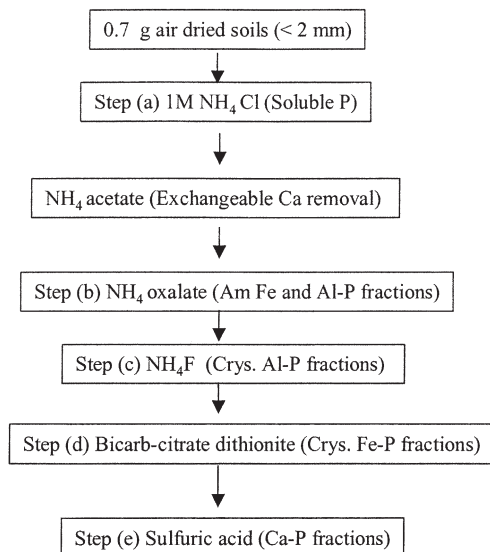 0.7 g air dried soils (< 2 mm)
Step (a) 1M NH₄ Cl (Soluble P)
NH₄ acetate (Exchangeable Ca removal)
Step (b) NH₄ oxalate (Am Fe and Al-P fractions)
Step (c) NH₄F (Crys. Al-P fractions)
Step (d) Bicarb-citrate dithionite (Crys. Fe-P fractions)
Step (e) Sulfuric acid (Ca-P fractions)